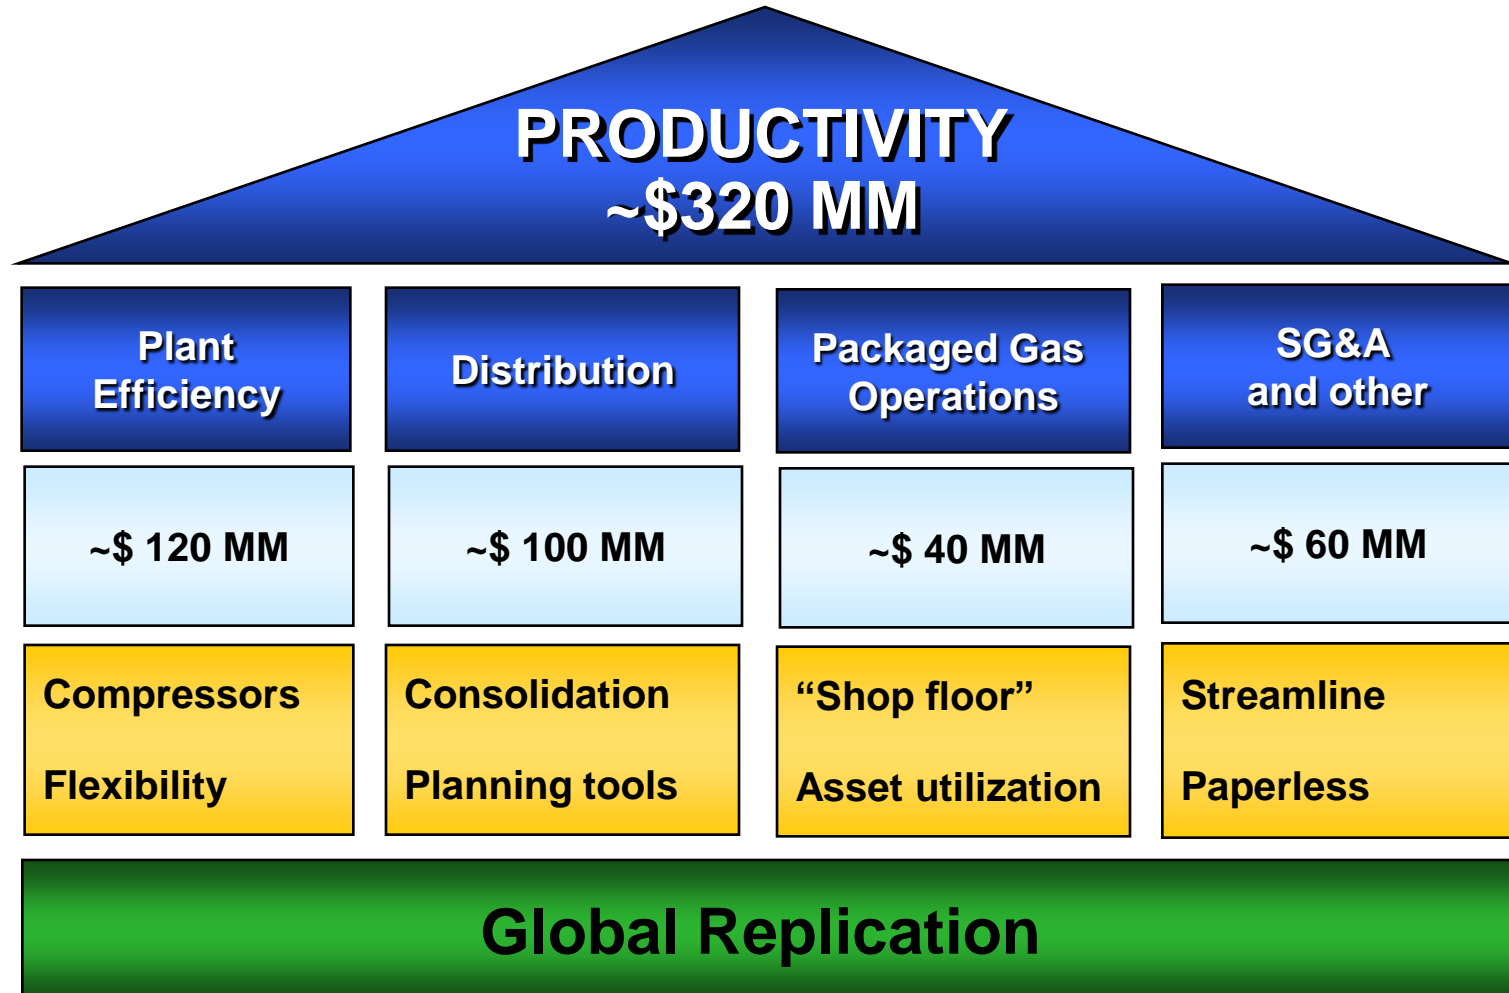 PRODUCTIVITY
~$320 MM
Plant
Efficiency
Distribution
Packaged Gas
Operations
SG&A
and other
~$ 120 MM
~$ 100 MM
~$ 40 MM
~$ 60 MM
Compressors
Flexibility
Consolidation
Planning tools
“Shop floor”
Asset utilization
Streamline
Paperless
Global Replication